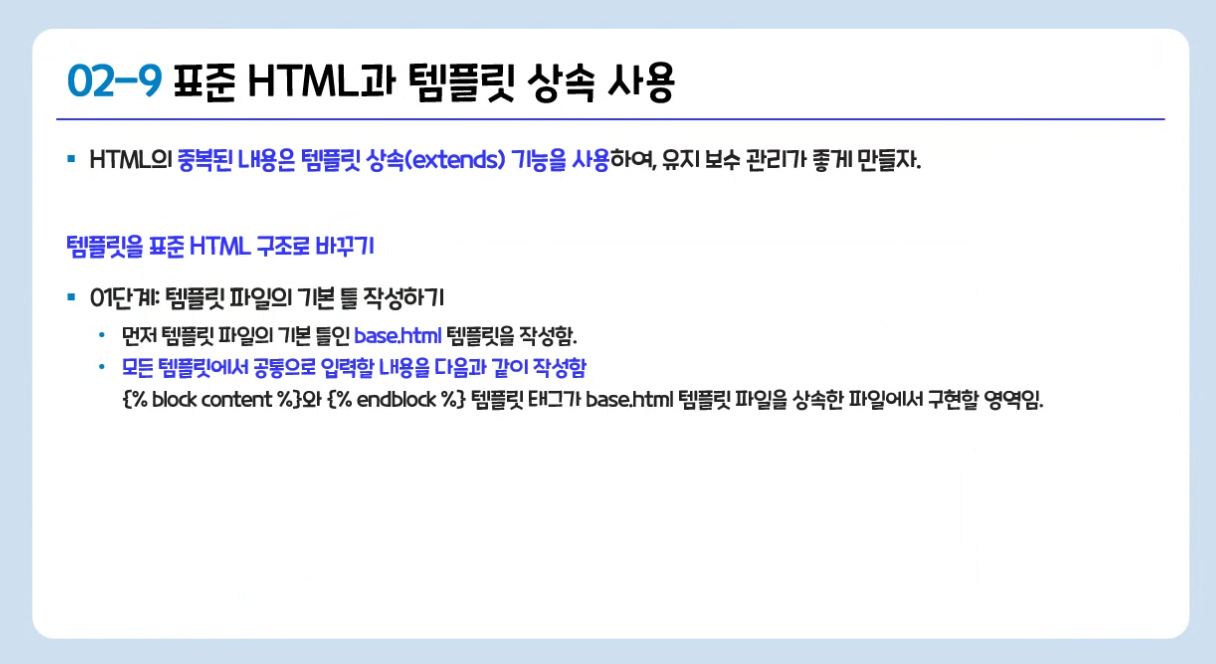 02-9 표준 HTML과 템플릿 상속 사용
▪ HTML의 중복된 내용은 템플릿 상속(extends) 기능을 사용하여, 유지 보수 관리가 좋게 만들자.
템플릿을 표준 HTML 구조로 바꾸기
▪ 01단계: 템플릿 파일의 기본 틀 작성하기
• 먼저 템플릿 파일의 기본 틀인 base.html 템플릿을 작성함.
• 모든 템플릿에서 공통으로 입력할 내용을 다음과 같이 작성함
{% block content %}와 {% endblock %} 템플릿 태그가 base.html 템플릿 파일을 상속한 파일에서 구현할 영역임.